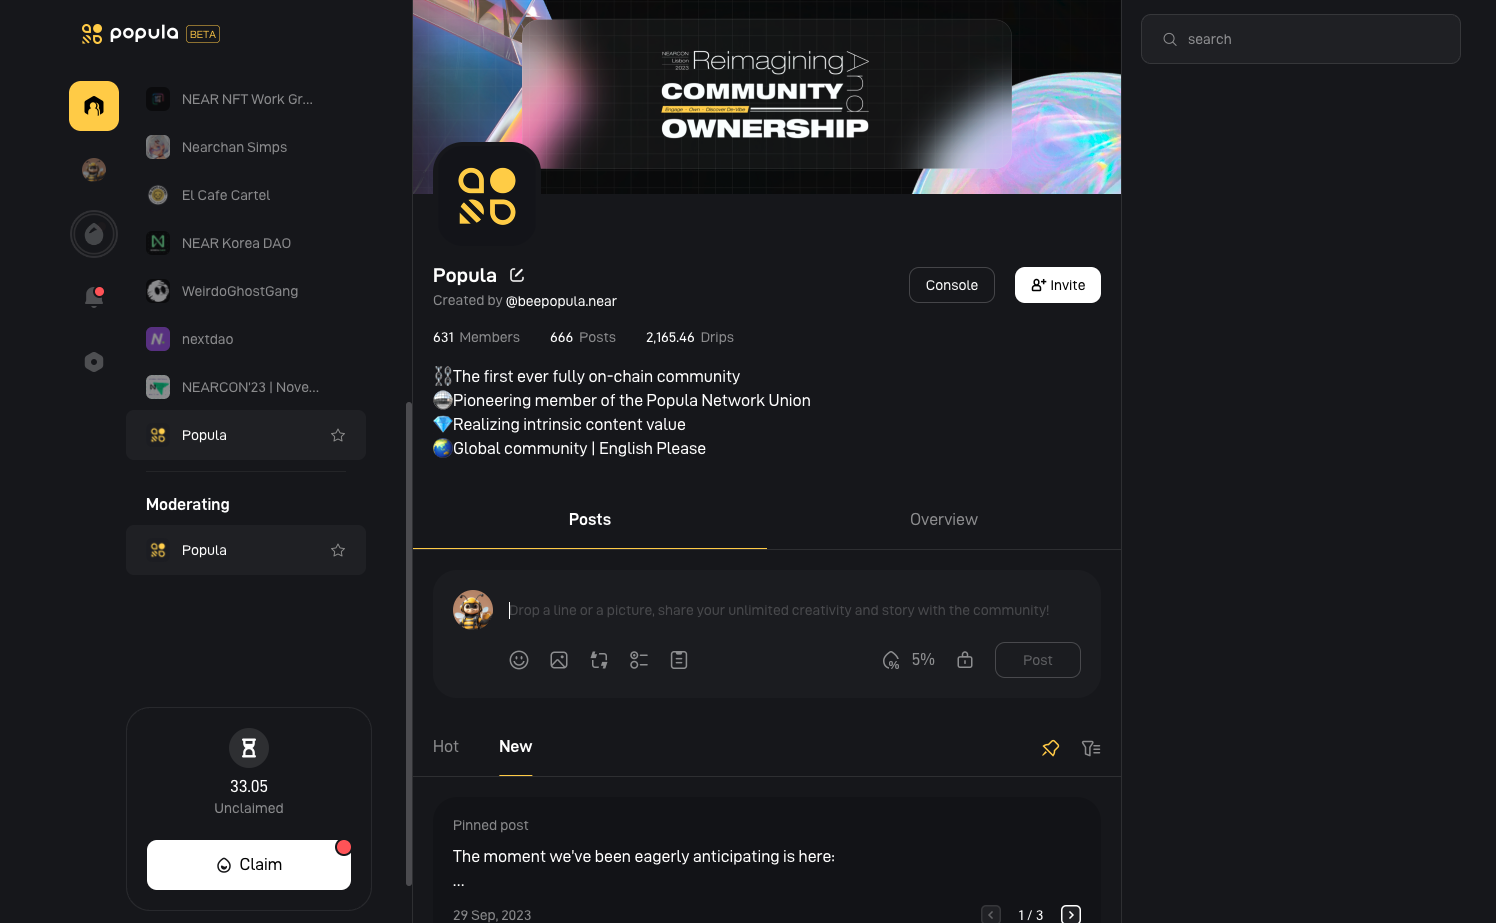 popula BETA
NEAR NFT Work Gr...
Nearchan Simps
El Cafe Cartel
NEAR Korea DAO
WeirdoGhostGang
nextdao
NEARCON'23 | Nove...
Popula
Moderating
Popula
33.05
Unclaimed
Claim
NEARCON
Lisbon
2023
Reimagining
And
COMMUNITY
Engage · Own · Discover De-Vibe
OWNERSHIP
Popula
Created by @beepopula.near
Console
Invite
631 Members 666 Posts 2,165.46 Drips
⛓️The first ever fully on-chain community
Pioneering member of the Popula Network Union
💎Realizing intrinsic content value
🌏Global community | English Please
Posts Overview
Drop a line or a picture, share your unlimited creativity and story with the community!
5%
Post
Hot New
Pinned post
The moment we've been eagerly anticipating is here:
...
29 Sep, 2023
1 / 3
search